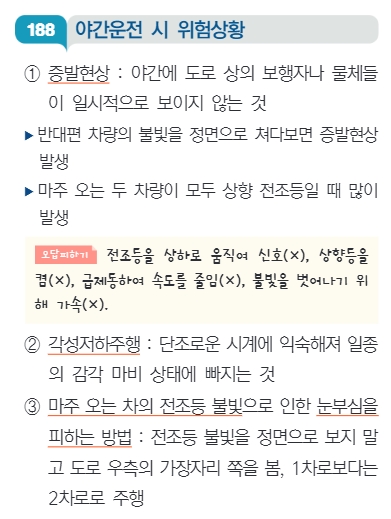 188 야간운전 시 위험상황
① 증발현상 : 야간에 도로 상의 보행자나 물체들
이 일시적으로 보이지 않는 것
▶ 반대편 차량의 불빛을 정면으로 쳐다보면 증발현상
발생
▶ 마주 오는 두 차량이 모두 상향 전조등일 때 많이
발생
오답피하기 전조등을 상하로 움직여 신호(×), 상향등을
켬(×), 급제동하여 속도를 줄임(×), 불빛을 벗어나기 위
해 가속(×).
② 각성저하주행 : 단조로운 시계에 익숙해져 일종
의 감각 마비 상태에 빠지는 것
③ 마주 오는 차의 전조등 불빛으로 인한 눈부심을
피하는 방법 : 전조등 불빛을 정면으로 보지 말
고 도로 우측의 가장자리 쪽을 봄, 1차로보다는
2차로로 주행